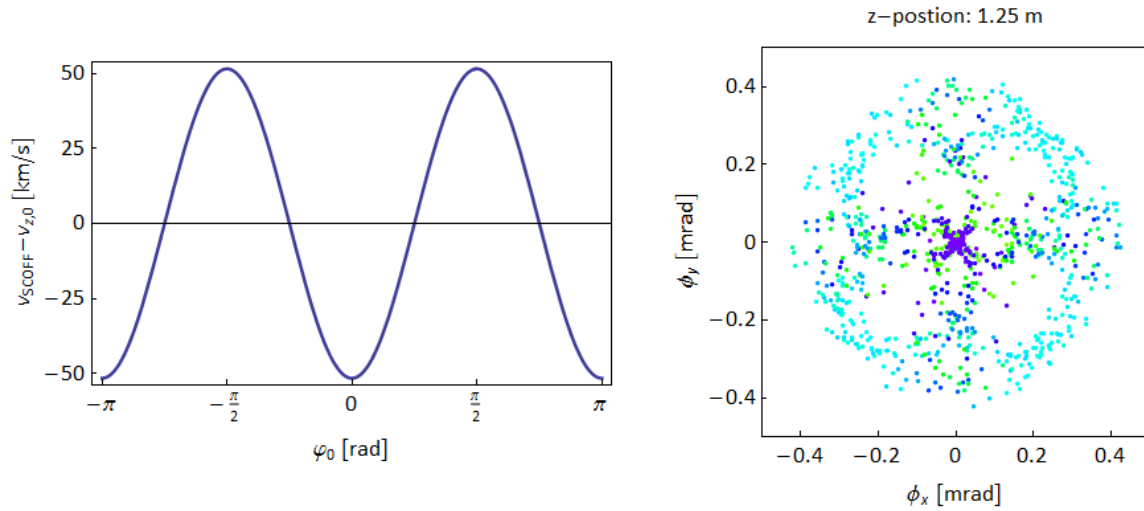 50
25
0
−25
−50
−π
−π/2
0
π/2
π
v_SCOFF−v_z,0 [km/s]
φ_0 [rad]
z−postion: 1.25 m
0.4
0.2
0
−0.2
−0.4
−0.4
−0.2
0
0.2
0.4
ϕ_y [mrad]
ϕ_x [mrad]